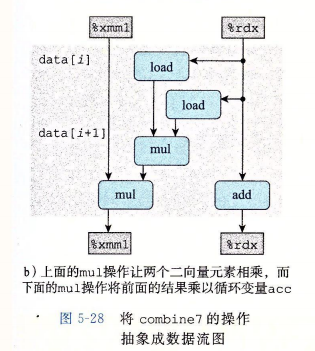 %xmm1 %rdx
data[i]
load
load
data[i+1]
mul
mul add
%xmm1 %rdx
b)上面的mul操作让两个二向量元素相乘，而
下面的mul操作将前面的结果乘以循环变量acc
图 5-28 将 combine7 的操作
抽象成数据流图